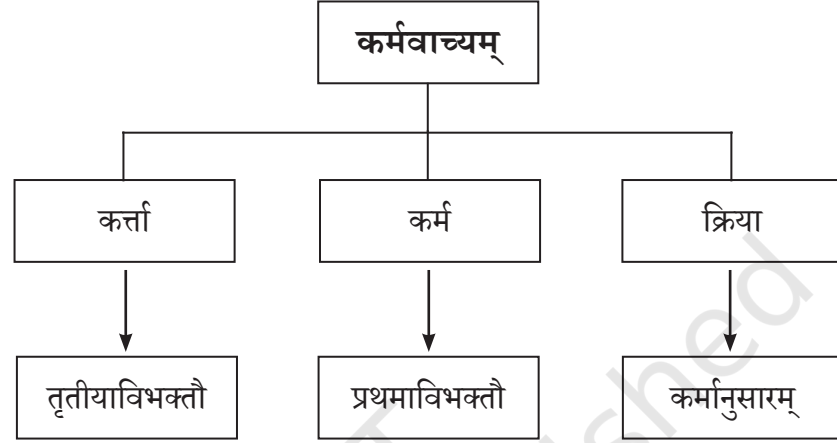 कर्मवाच्यम्
कर्त्ता कर्म क्रिया
तृतीयाविभक्तौ प्रथमाविभक्तौ कर्मानुसारम्